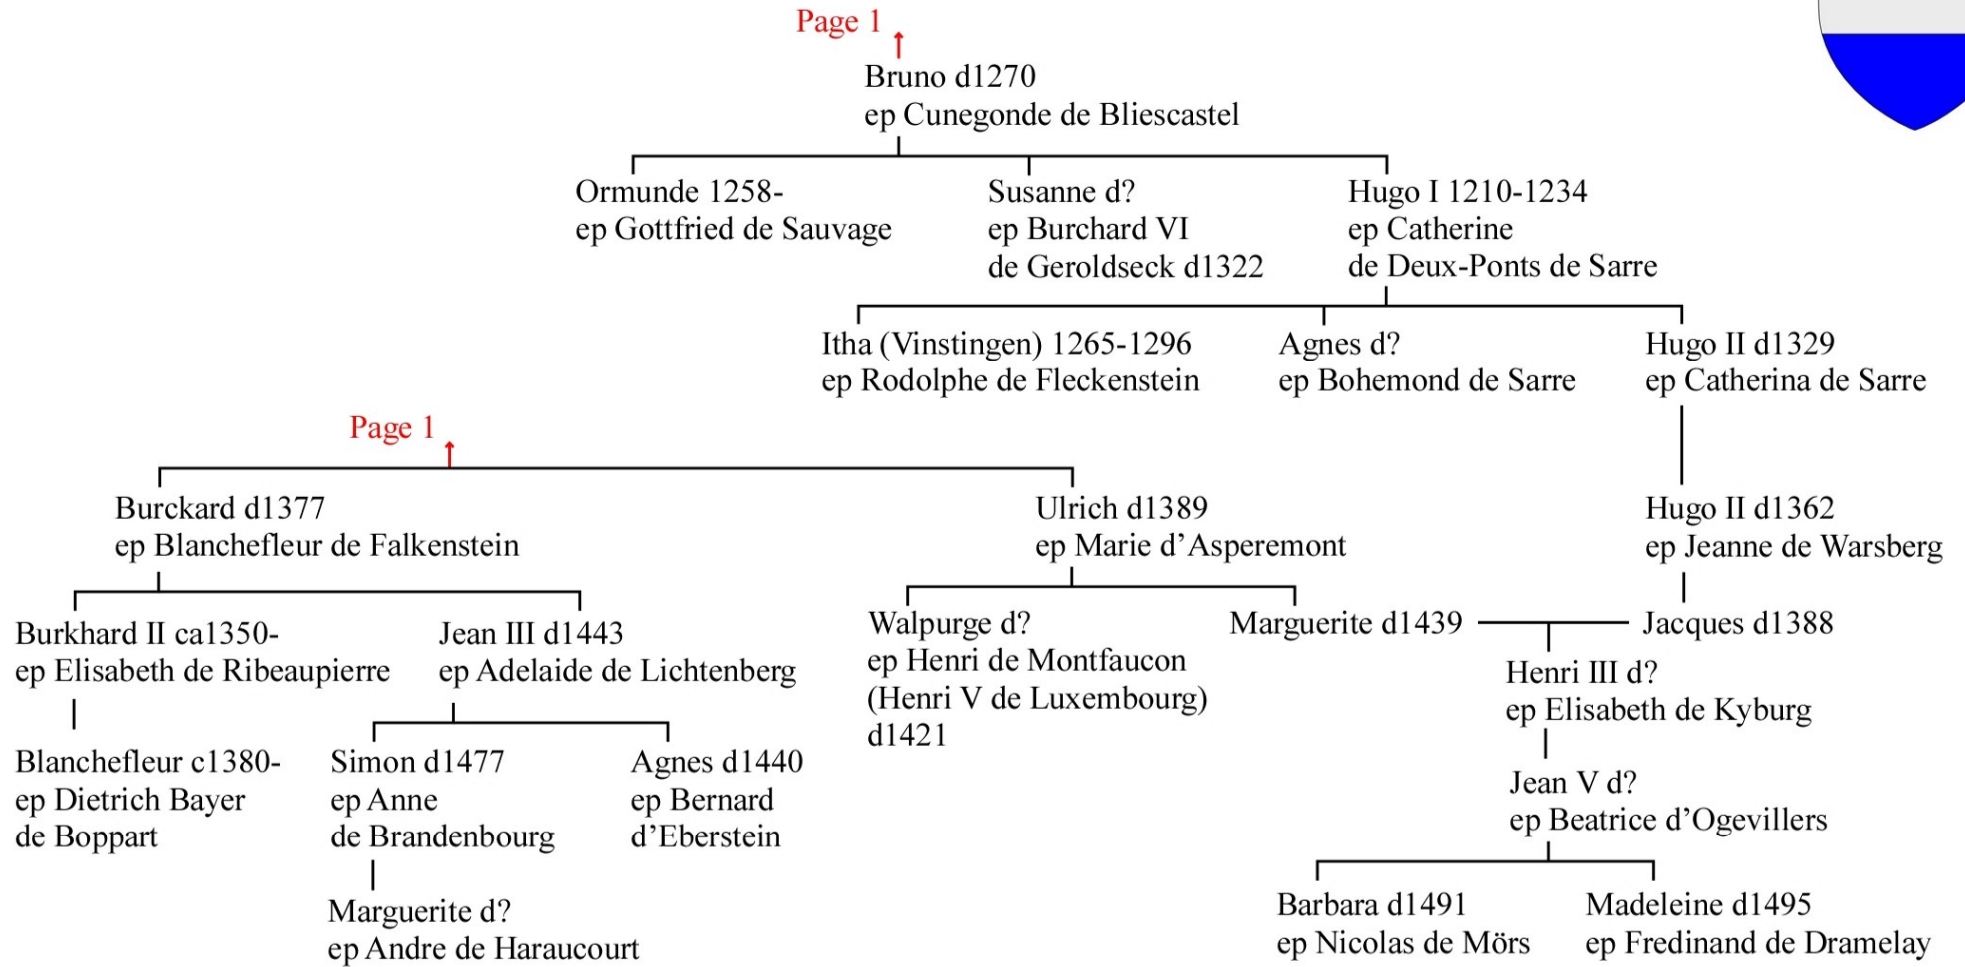 Page 1
Bruno d1270
ep Cunegonde de Bliescastel
Ormunde 1258-
ep Gottfried de Sauvage
Susanne d?
ep Burchard VI
de Geroldseck d1322
Hugo I 1210-1234
ep Catherine
de Deux-Ponts de Sarre
Itha (Vinstingen) 1265-1296
ep Rodolphe de Fleckenstein
Agnes d?
ep Bohemond de Sarre
Hugo II d1329
ep Catherina de Sarre
Page 1
Burckard d1377
ep Blanchefleur de Falkenstein
Ulrich d1389
ep Marie d’Asperemont
Hugo II d1362
ep Jeanne de Warsberg
Burkhard II ca1350-
ep Elisabeth de Ribeaupierre
Jean III d1443
ep Adelaide de Lichtenberg
Walpurge d?
ep Henri de Montfaucon
(Henri V de Luxembourg)
d1421
Marguerite d1439
Jacques d1388
Henri III d?
ep Elisabeth de Kyburg
Blanchefleur c1380-
ep Dietrich Bayer
de Boppart
Simon d1477
ep Anne
de Brandenbourg
Agnes d1440
ep Bernard
d’Eberstein
Jean V d?
ep Beatrice d’Ogevillers
Marguerite d?
ep Andre de Haraucourt
Barbara d1491
ep Nicolas de Mörs
Madeleine d1495
ep Fredinand de Dramelay